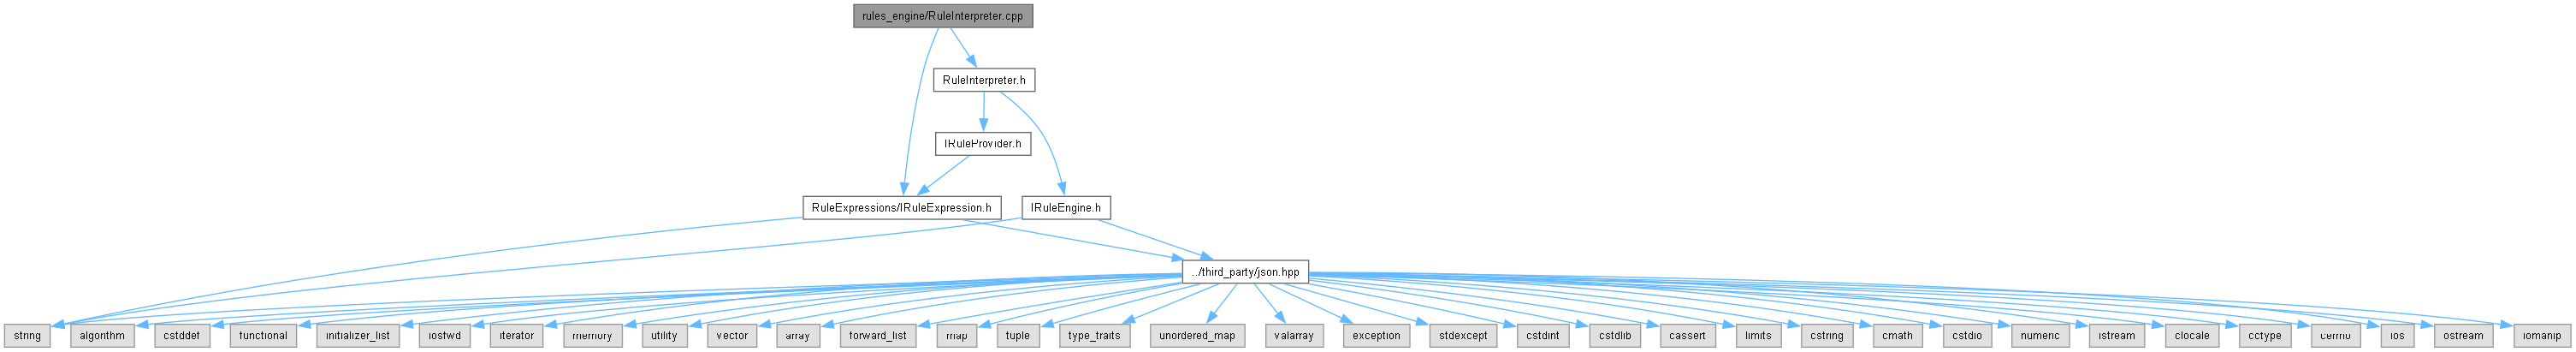 rules_engine/RuleInterpreter.cpp
RuleInterpreter.h
IRuleProvider.h
RuleExpressions/IRuleExpression.h
IRuleEngine.h
../third_party/json.hpp
string
algorithm
cstddef
functional
initializer_list
iosfwd
iterator
memory
utility
vector
array
forward_list
map
tuple
type_traits
unordered_map
valarray
exception
stdexcept
cstdint
cstdlib
cassert
limits
cstring
cmath
cstdio
numeric
istream
clocale
cctype
cerrno
ios
ostream
iomanip